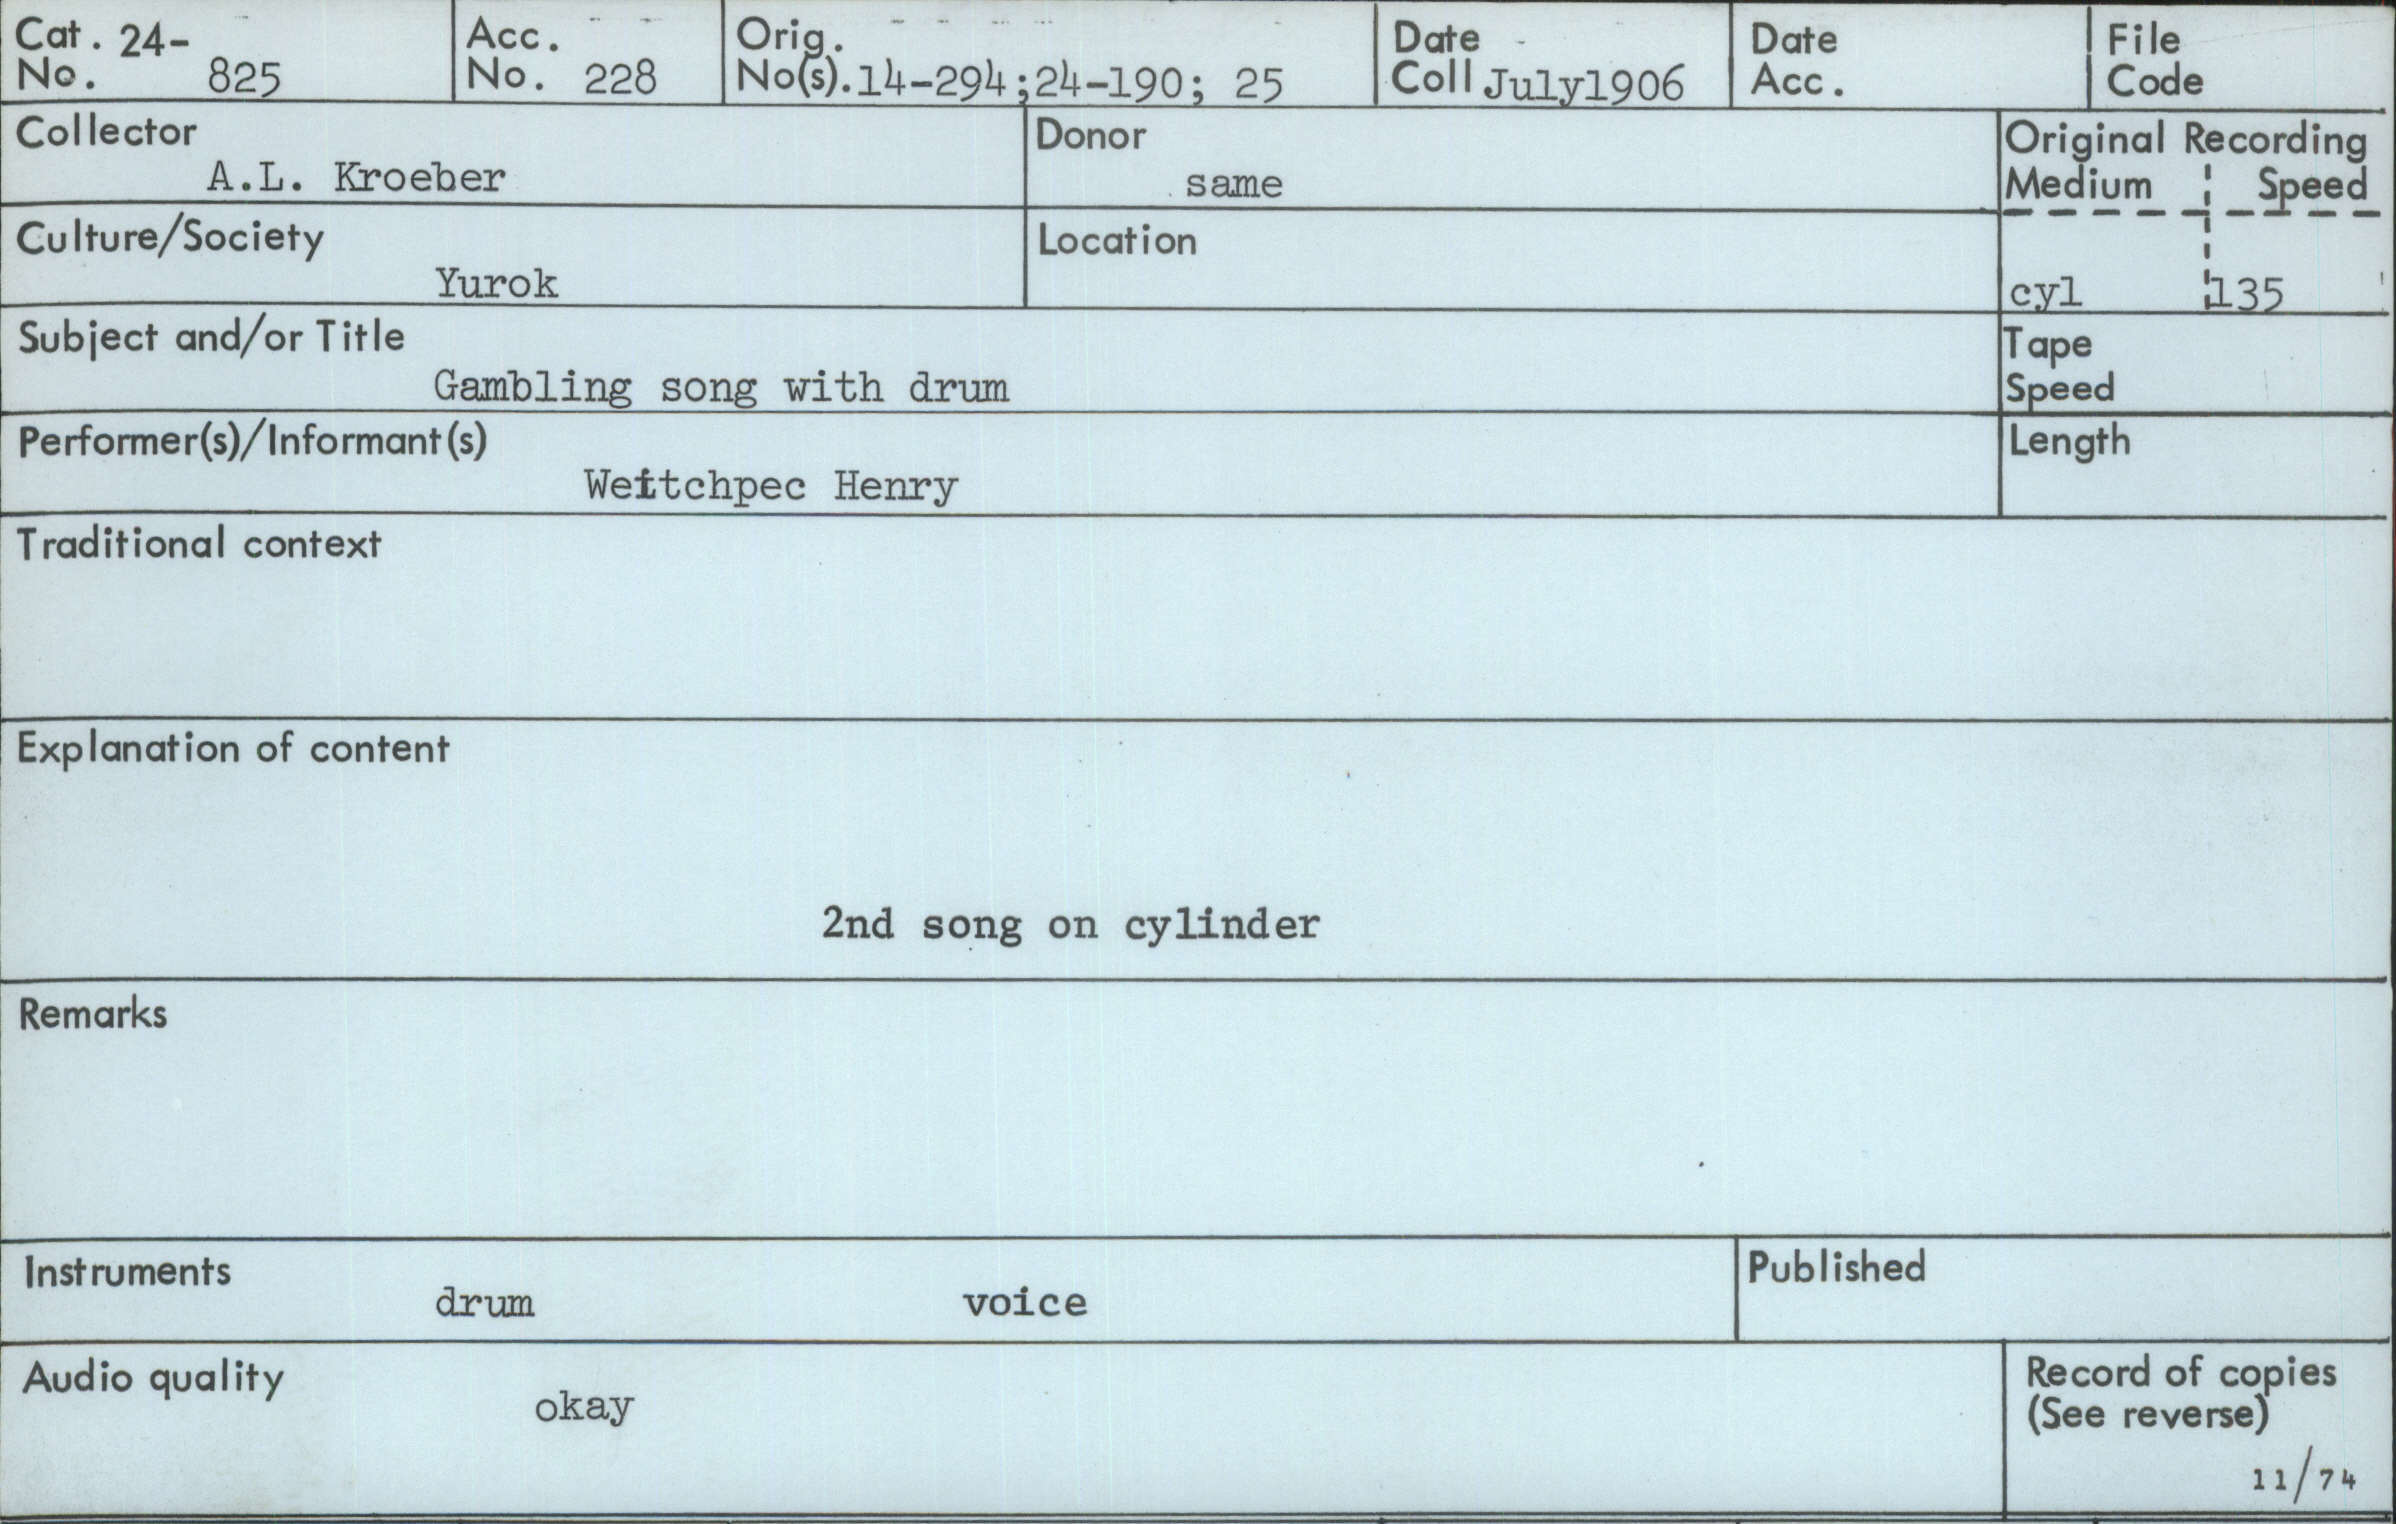 Cat. 24-
No. 825
Acc.
No. 228
Orig.
No(s). 14-294; 24-190; 25
Date
Coll July1906
Date
Acc.
File
Code
Collector
A.L. Kroeber
Donor
same
Original Recording
Medium Speed
cyl 135
Culture/Society
Yurok
Location
Subject and/or Title
Gambling song with drum
Tape
Speed
Performer(s)/Informant(s)
Weitchpec Henry
Length
Traditional context
Explanation of content
2nd song on cylinder
Remarks
Instruments
drum voice
Published
Audio quality
okay
Record of copies
(See reverse)
11/74